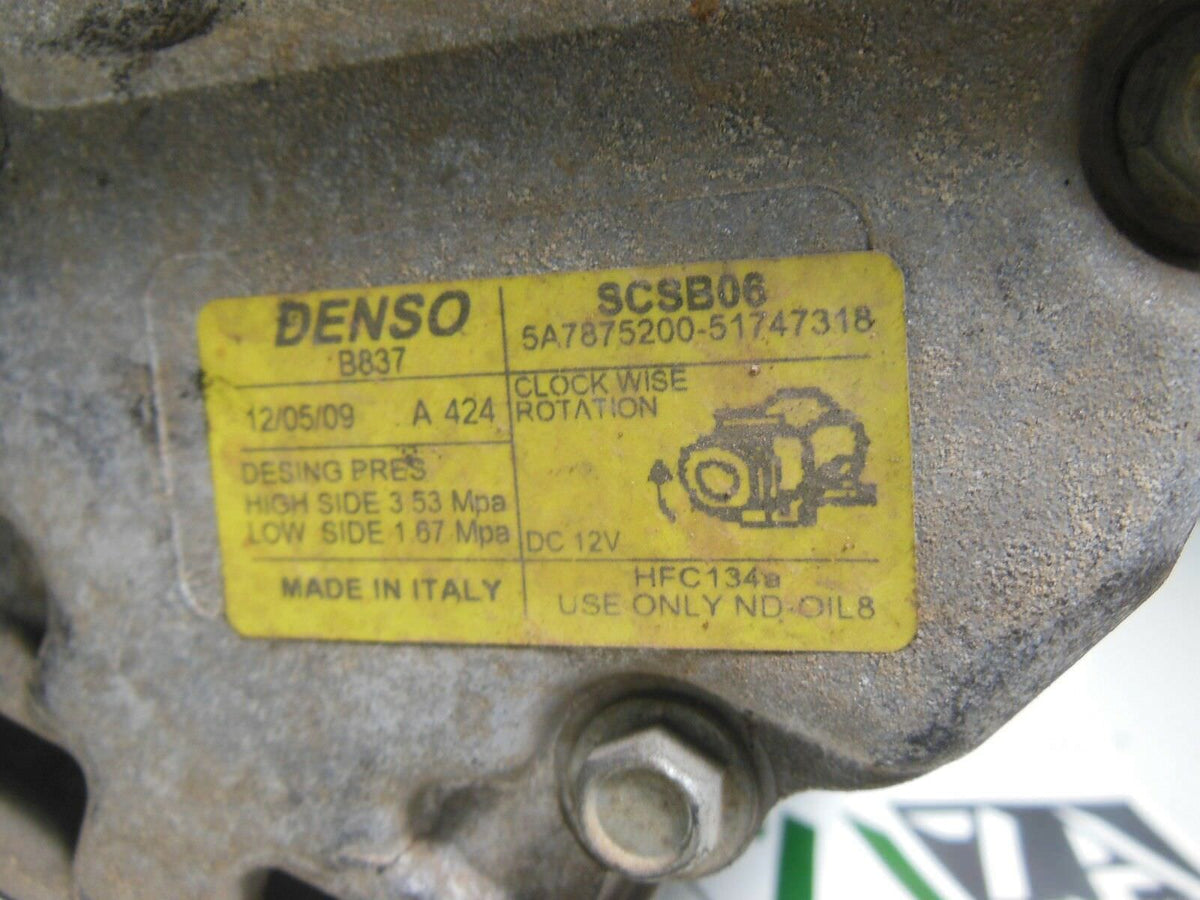 DENSO
B837
SCSB06
5A7875200-51747318
12/05/09 A 424
CLOCK WISE
ROTATION
DESING PRES
HIGH SIDE 3.53 Mpa
LOW SIDE 1.67 Mpa
DC 12V
MADE IN ITALY
HFC134a
USE ONLY ND-OIL8